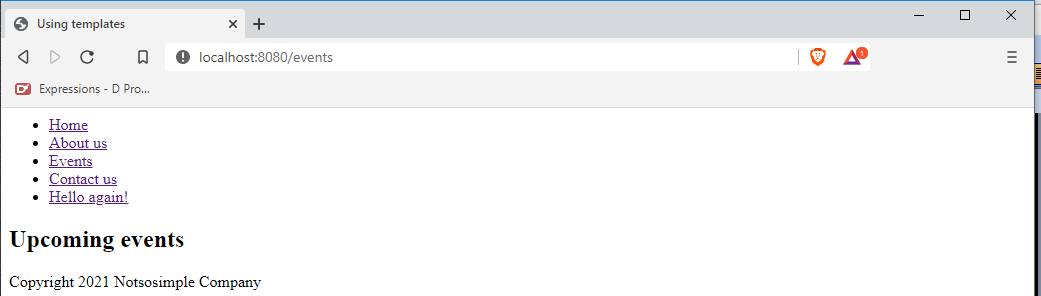 Using templates
localhost:8080/events
1
Expressions - D Pro...
Home
About us
Events
Contact us
Hello again!
Upcoming events
Copyright 2021 Notsosimple Company